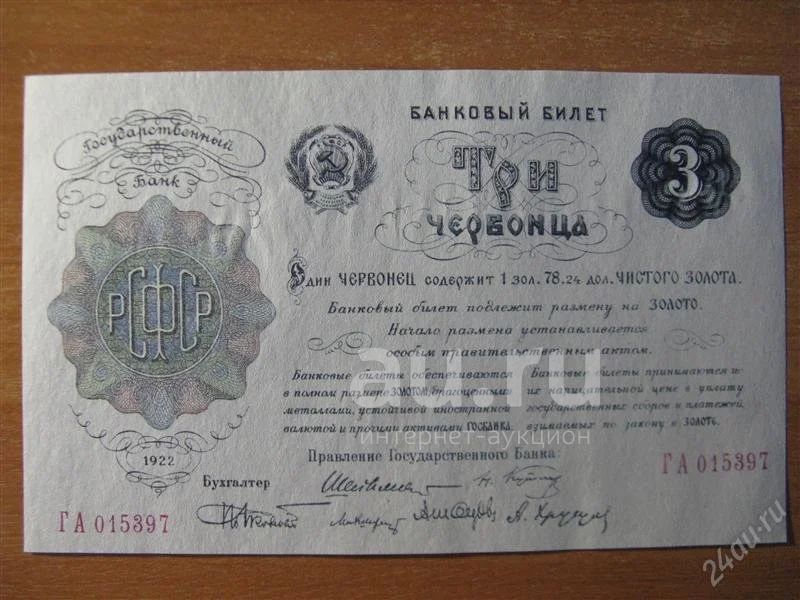 Государственный
Банк
РСФСР
1922
БАНКОВЫЙ БИЛЕТ
Три
ЧЕРВОНЦА
3
Один ЧЕРВОНЕЦ содержит 1 зол. 78.24 дол. ЧИСТОГО ЗОЛОТА.
Банковый билет подлежит размену на ЗОЛОТО.
Начало размена устанавливается
особым правительственным актом.
Банковые билеты обеспечиваются
в полном размере ЗОЛОТОМ, драгоценными
металлами, устойчивой иностранной
валютой и прочими активами ГОСБАНКА.
Банковые билеты принимаются по
их нарицательной цене в уплату
государственных сборов и платежей,
взимаемых по закону в ЗОЛОТЕ.
Правление Государственного Банка:
Бухгалтер
ГА 015397
ГА 015397
au.ru
интернет-аукцион
24au.ru